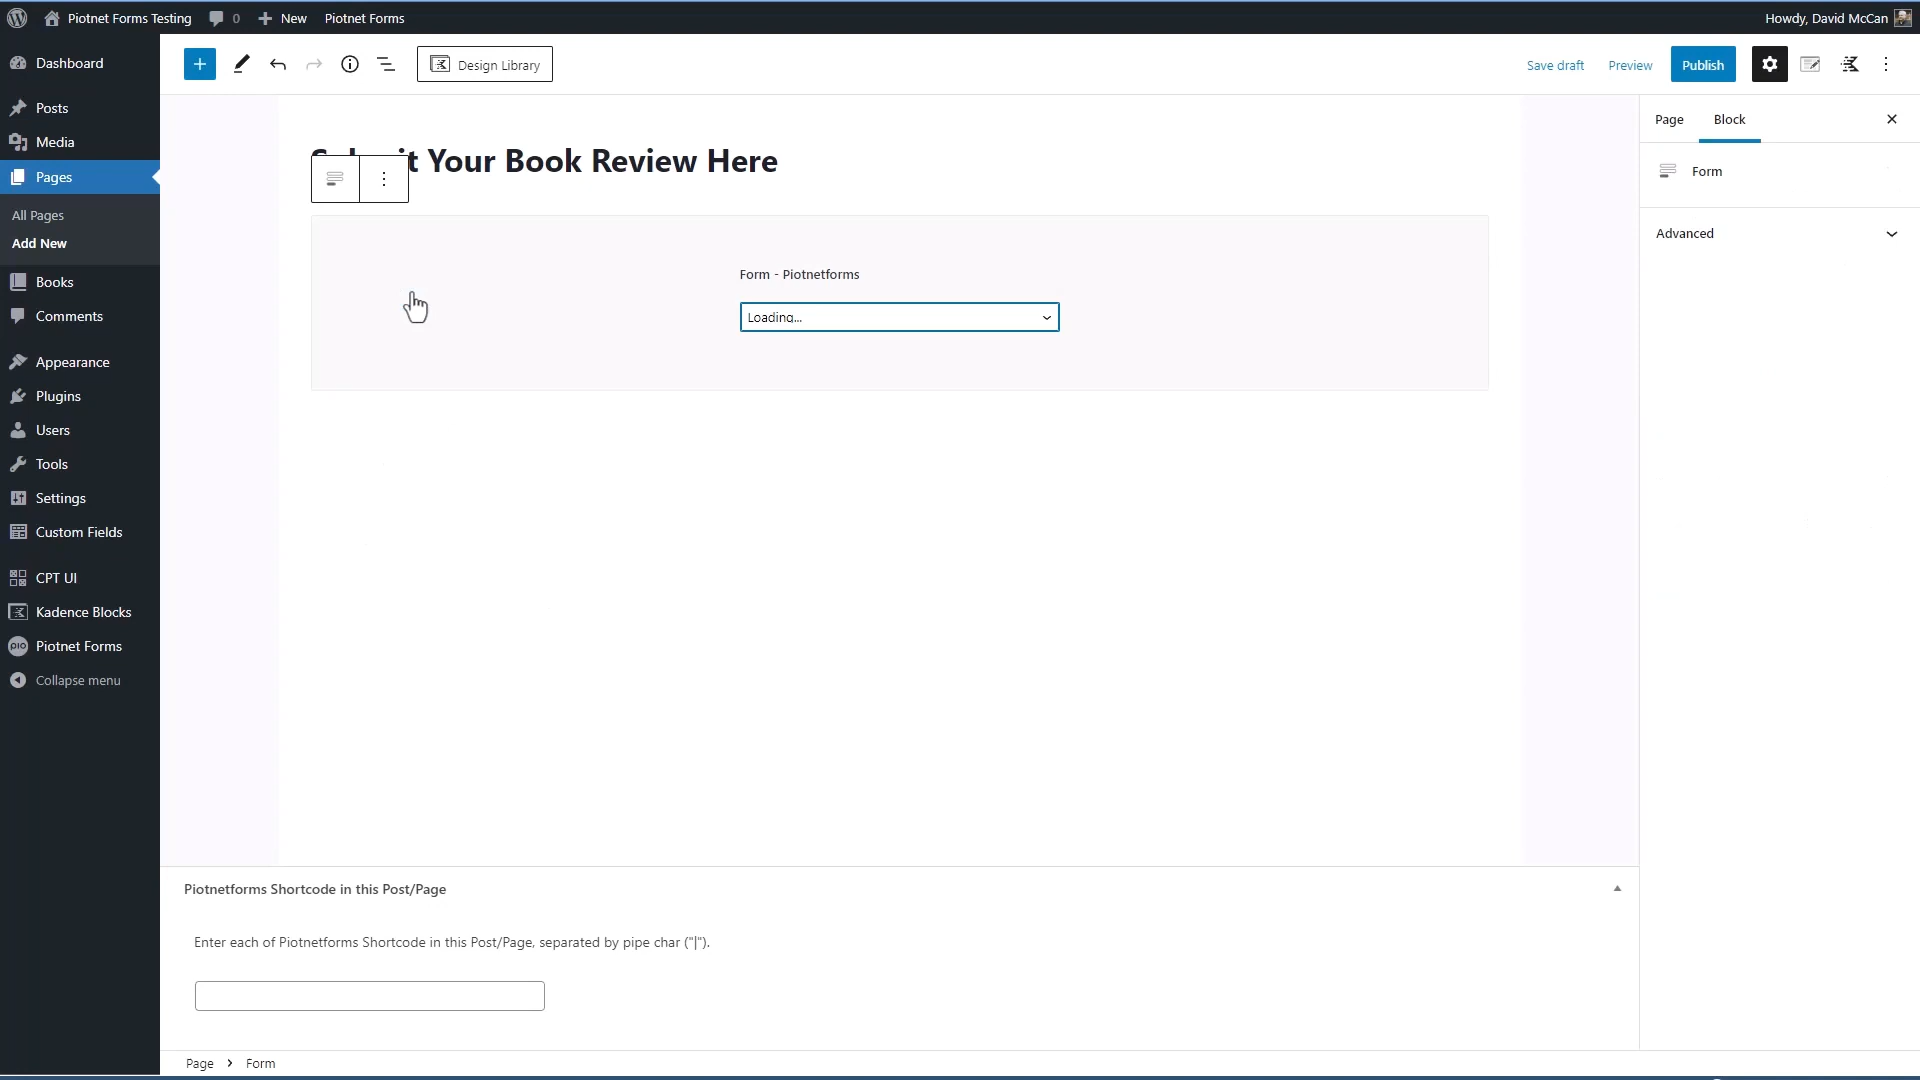 Piotnet Forms Testing
0
New
Piotnet Forms
Howdy, David McCan
Dashboard
Posts
Media
Pages
All Pages
Add New
Books
Comments
Appearance
Plugins
Users
Tools
Settings
Custom Fields
CPT UI
Kadence Blocks
pio
Piotnet Forms
Collapse menu
Design Library
Save draft
Preview
Publish
Submit Your Book Review Here
Form - Piotnetforms
Loading...
Page
Block
Form
Advanced
Piotnetforms Shortcode in this Post/Page
Enter each of Piotnetforms Shortcode in this Post/Page, separated by pipe char ("|").
Page > Form